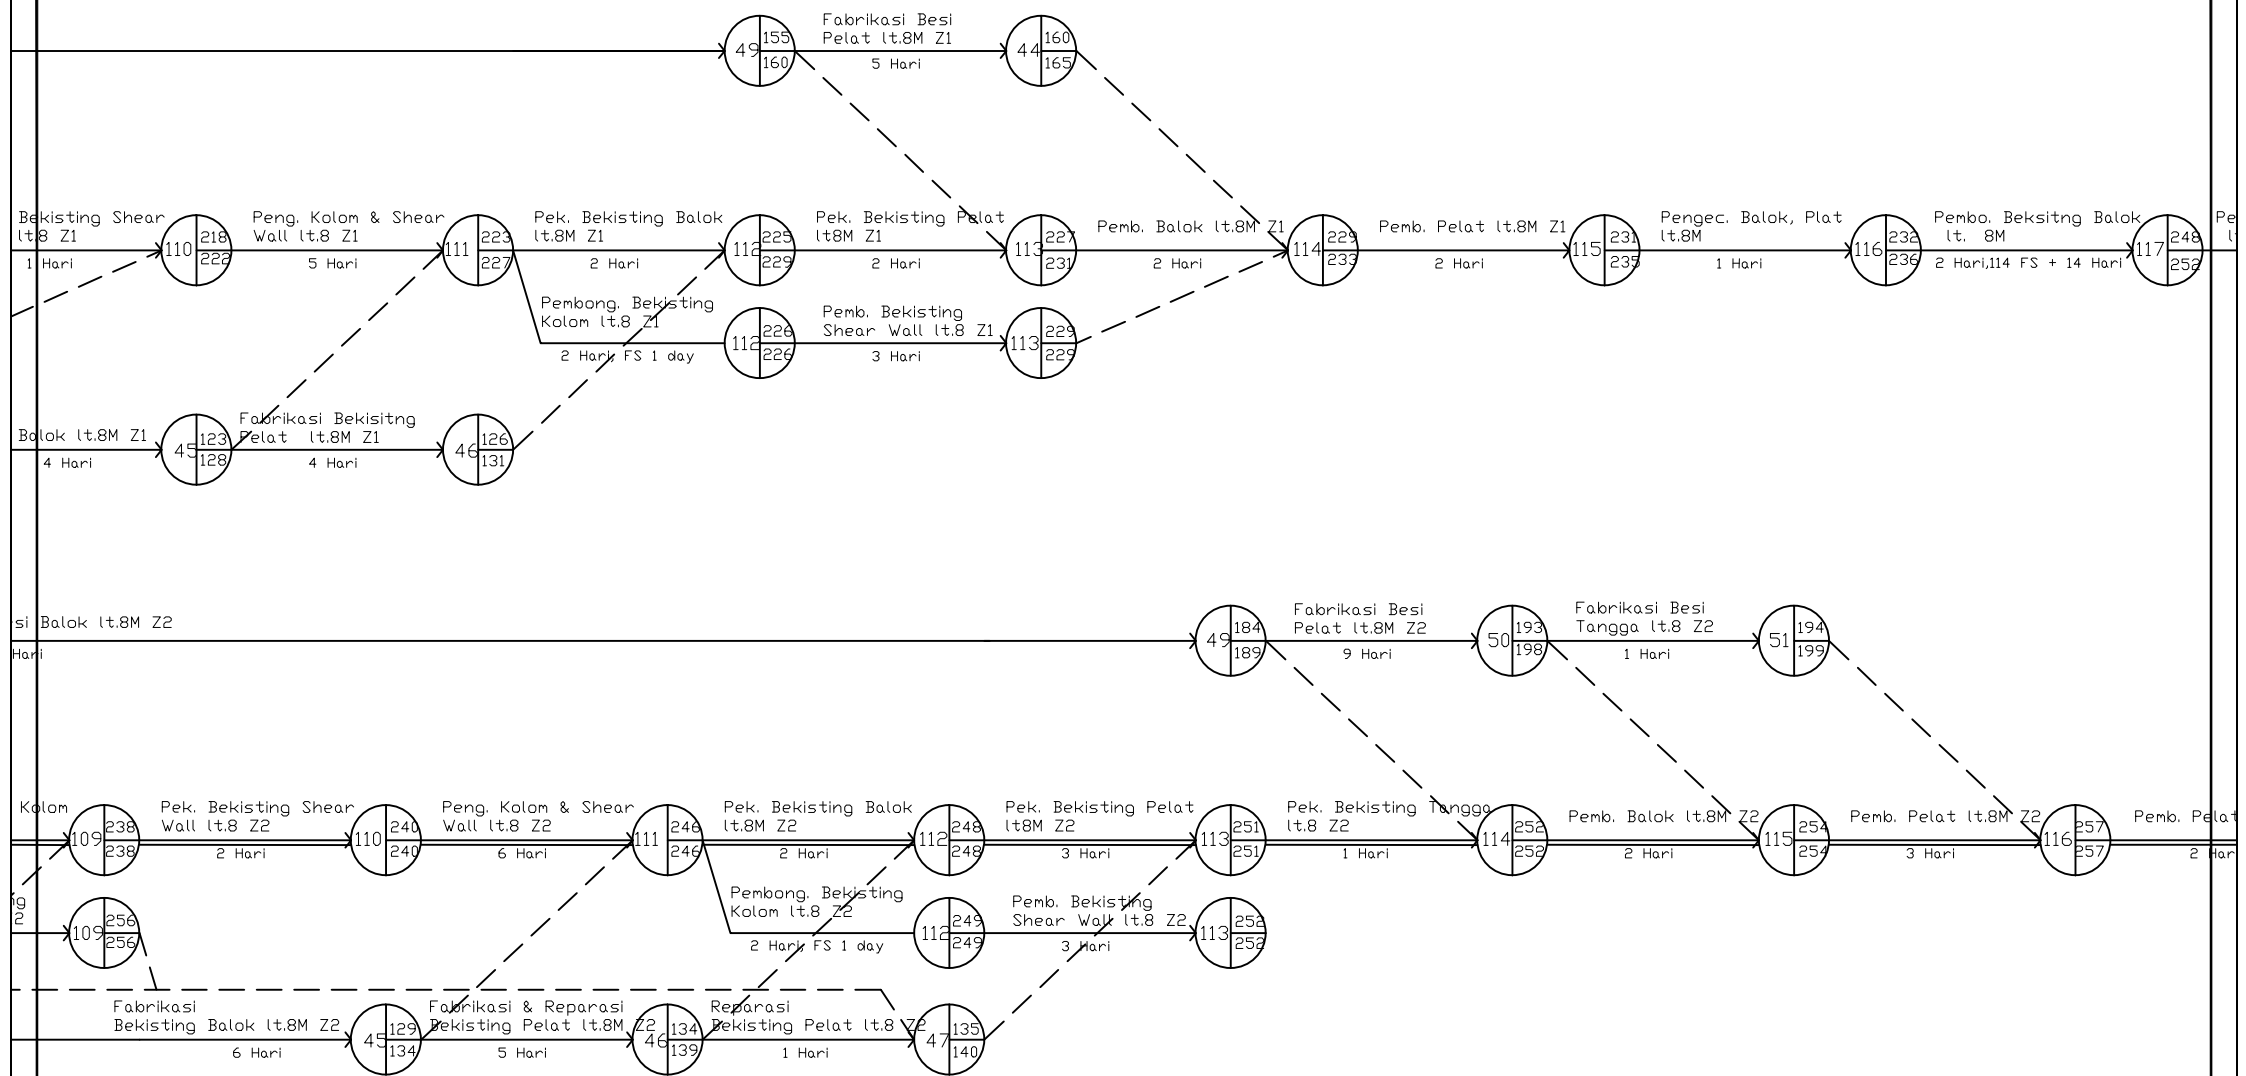 Fabrikasi Besi
Pelat lt.8M Z1
5 Hari
49
155
160
44
160
165
Bekisting Shear
lt.8 Z1
1 Hari
110
218
222
Peng. Kolom & Shear
Wall lt.8 Z1
5 Hari
111
223
227
Pek. Bekisting Balok
lt.8M Z1
2 Hari
112
225
229
Pek. Bekisting Pelat
lt8M Z1
2 Hari
113
227
231
Pemb. Balok lt.8M Z1
2 Hari
114
229
233
Pemb. Pelat lt.8M Z1
2 Hari
115
231
235
Pengec. Balok, Plat
lt.8M
1 Hari
116
232
236
Pembo. Beksitng Balok
lt. 8M
2 Hari,114 FS + 14 Hari
117
248
252
Pe
Pembong. Bekisting
Kolom lt.8 Z1
2 Hari, FS 1 day
112
226
226
Pemb. Bekisting
Shear Wall lt.8 Z1
3 Hari
113
229
229
Balok lt.8M Z1
4 Hari
45
123
128
Fabrikasi Bekisitng
Pelat lt.8M Z1
4 Hari
46
126
131
si Balok lt.8M Z2
Hari
49
184
189
Fabrikasi Besi
Pelat lt.8M Z2
9 Hari
50
193
198
Fabrikasi Besi
Tangga lt.8 Z2
1 Hari
51
194
199
Kolom
109
238
238
Pek. Bekisting Shear
Wall lt.8 Z2
2 Hari
110
240
240
Peng. Kolom & Shear
Wall lt.8 Z2
6 Hari
111
246
246
Pek. Bekisting Balok
lt.8M Z2
2 Hari
112
248
248
Pek. Bekisting Pelat
lt8M Z2
3 Hari
113
251
251
Pek. Bekisting Tangga
lt.8 Z2
1 Hari
114
252
252
Pemb. Balok lt.8M Z2
2 Hari
115
254
254
Pemb. Pelat lt.8M Z2
3 Hari
116
257
257
Pemb. Pelat
2 Har
ng
2
109
256
256
Pembong. Bekisting
Kolom lt.8 Z2
2 Hari, FS 1 day
112
249
249
Pemb. Bekisting
Shear Wall lt.8 Z2
3 Hari
113
252
252
Fabrikasi
Bekisting Balok lt.8M Z2
6 Hari
45
129
134
Fabrikasi & Reparasi
Bekisting Pelat lt.8M Z2
5 Hari
46
134
139
Reparasi
Bekisting Pelat lt.8 Z2
1 Hari
47
135
140